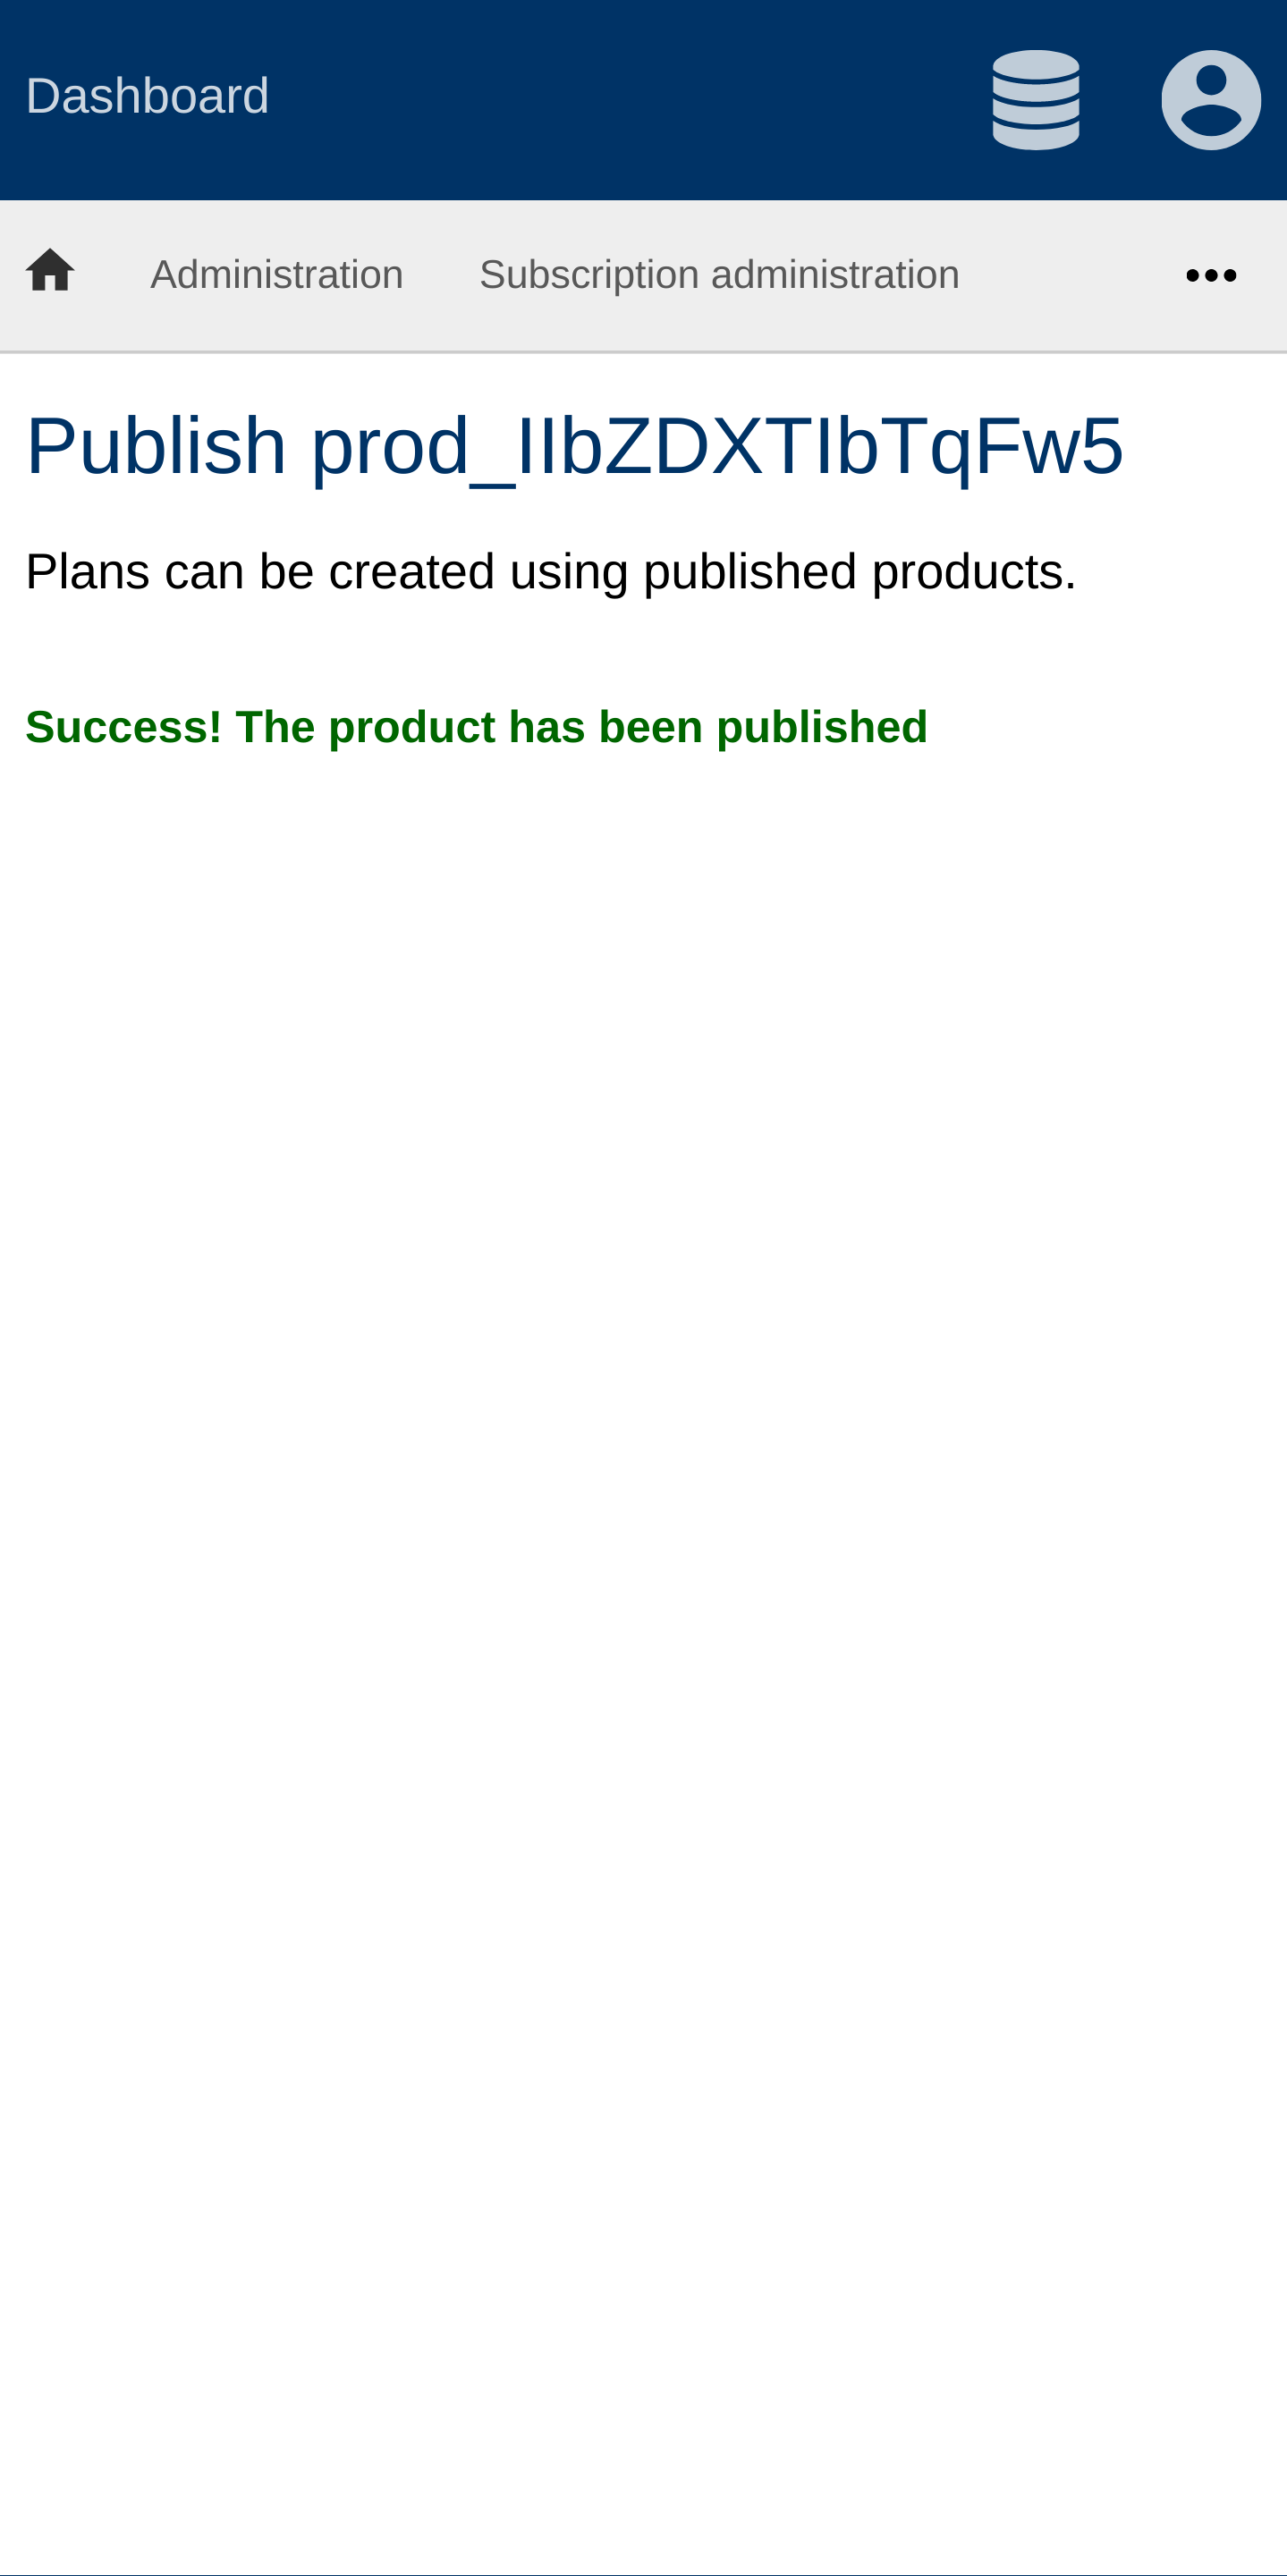 Dashboard
Administration Subscription administration
Publish prod_IIbZDXTIbTqFw5
Plans can be created using published products.
Success! The product has been published